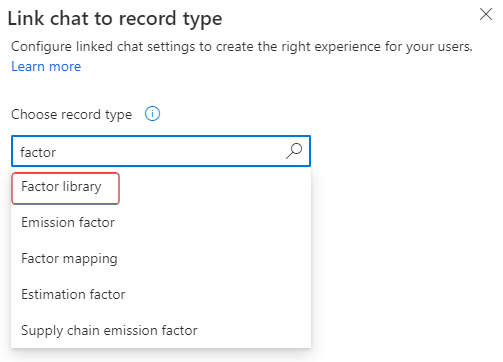 Link chat to record type
Configure linked chat settings to create the right experience for your users.
Learn more
Choose record type
factor
Factor library
Emission factor
Factor mapping
Estimation factor
Supply chain emission factor